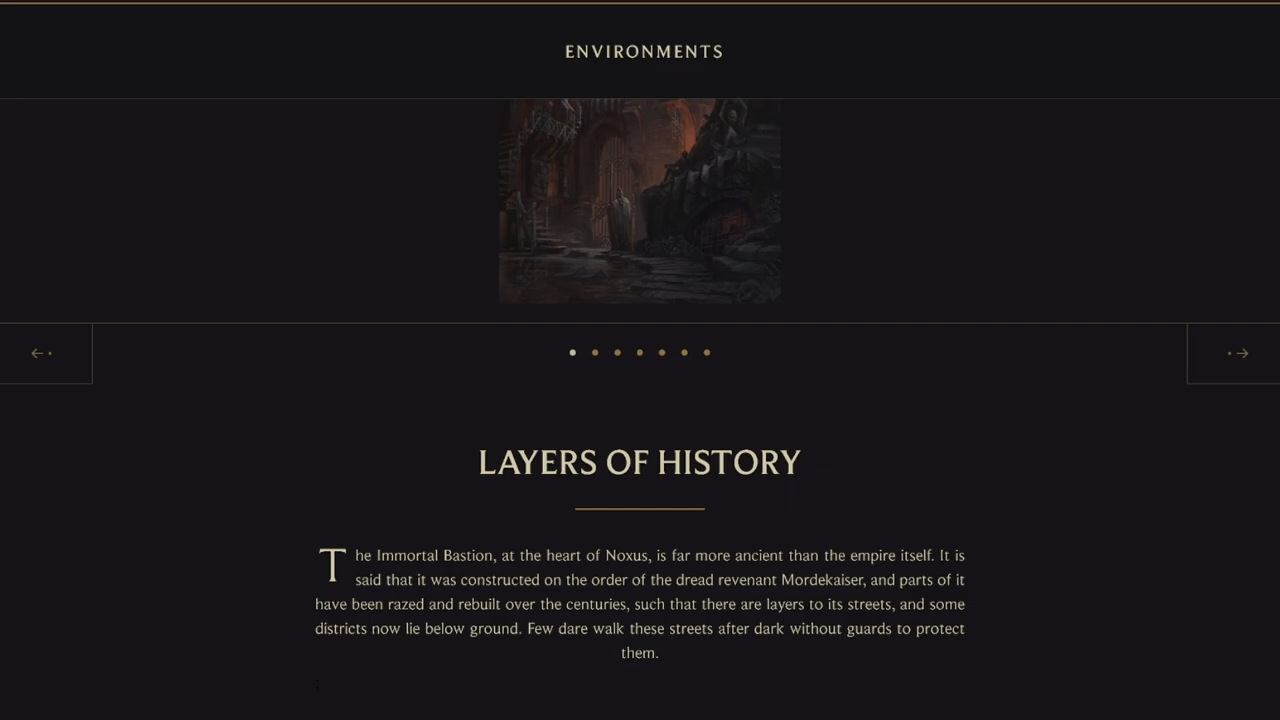 ENVIRONMENTS
LAYERS OF HISTORY
The Immortal Bastion, at the heart of Noxus, is far more ancient than the empire itself. It is
said that it was constructed on the order of the dread revenant Mordekaiser, and parts of it
have been razed and rebuilt over the centuries, such that there are layers to its streets, and some
districts now lie below ground. Few dare walk these streets after dark without guards to protect
them.